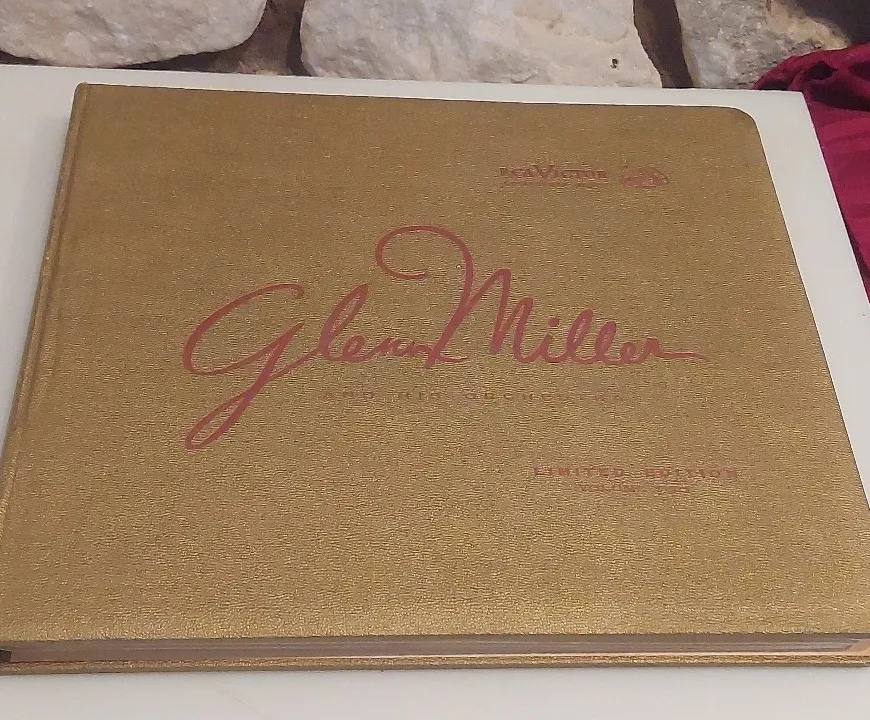 RCA VICTOR
Glenn Miller
AND HIS ORCHESTRA
LIMITED EDITION